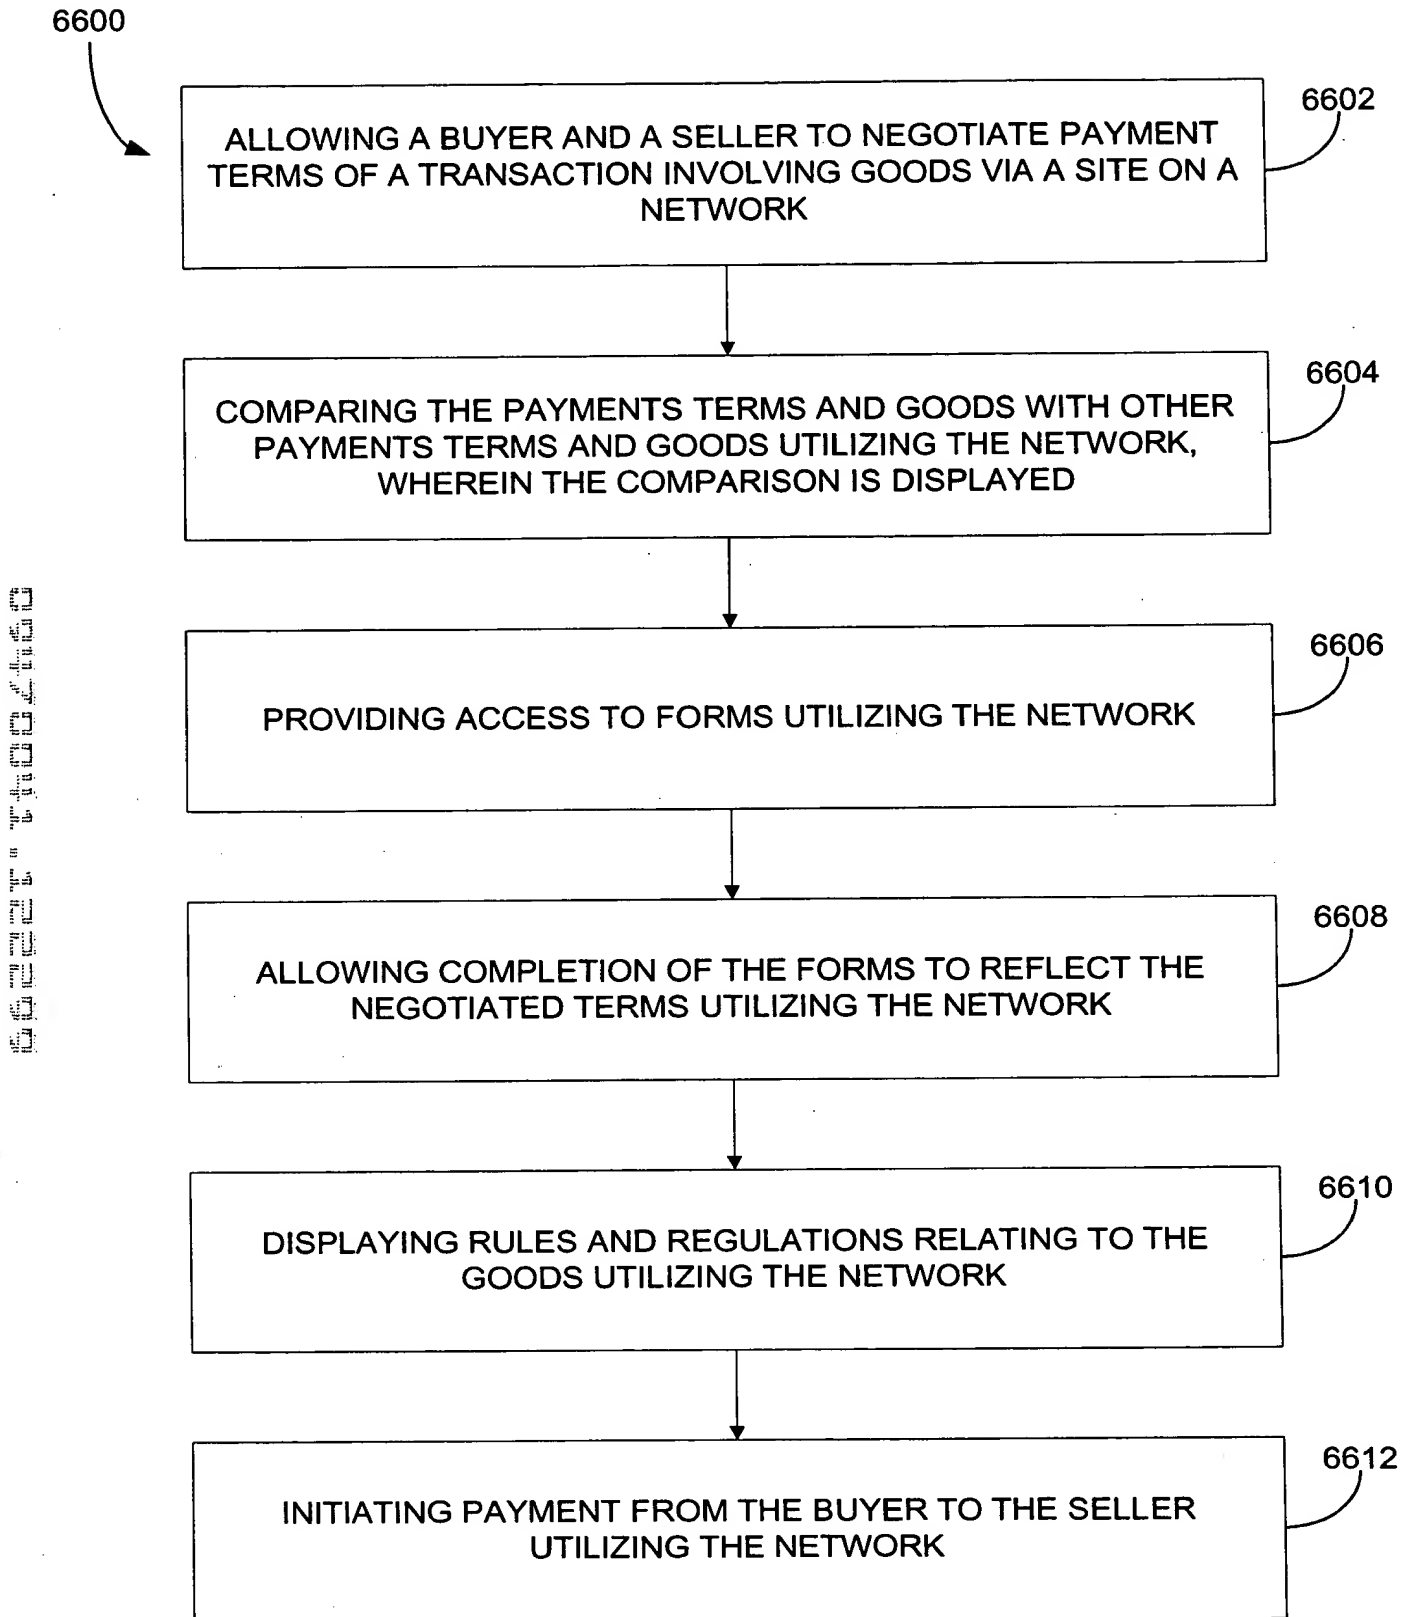 6600
6602
ALLOWING A BUYER AND A SELLER TO NEGOTIATE PAYMENT
TERMS OF A TRANSACTION INVOLVING GOODS VIA A SITE ON A
NETWORK
6604
COMPARING THE PAYMENTS TERMS AND GOODS WITH OTHER
PAYMENTS TERMS AND GOODS UTILIZING THE NETWORK,
WHEREIN THE COMPARISON IS DISPLAYED
6606
PROVIDING ACCESS TO FORMS UTILIZING THE NETWORK
6608
ALLOWING COMPLETION OF THE FORMS TO REFLECT THE
NEGOTIATED TERMS UTILIZING THE NETWORK
6610
DISPLAYING RULES AND REGULATIONS RELATING TO THE
GOODS UTILIZING THE NETWORK
6612
INITIATING PAYMENT FROM THE BUYER TO THE SELLER
UTILIZING THE NETWORK